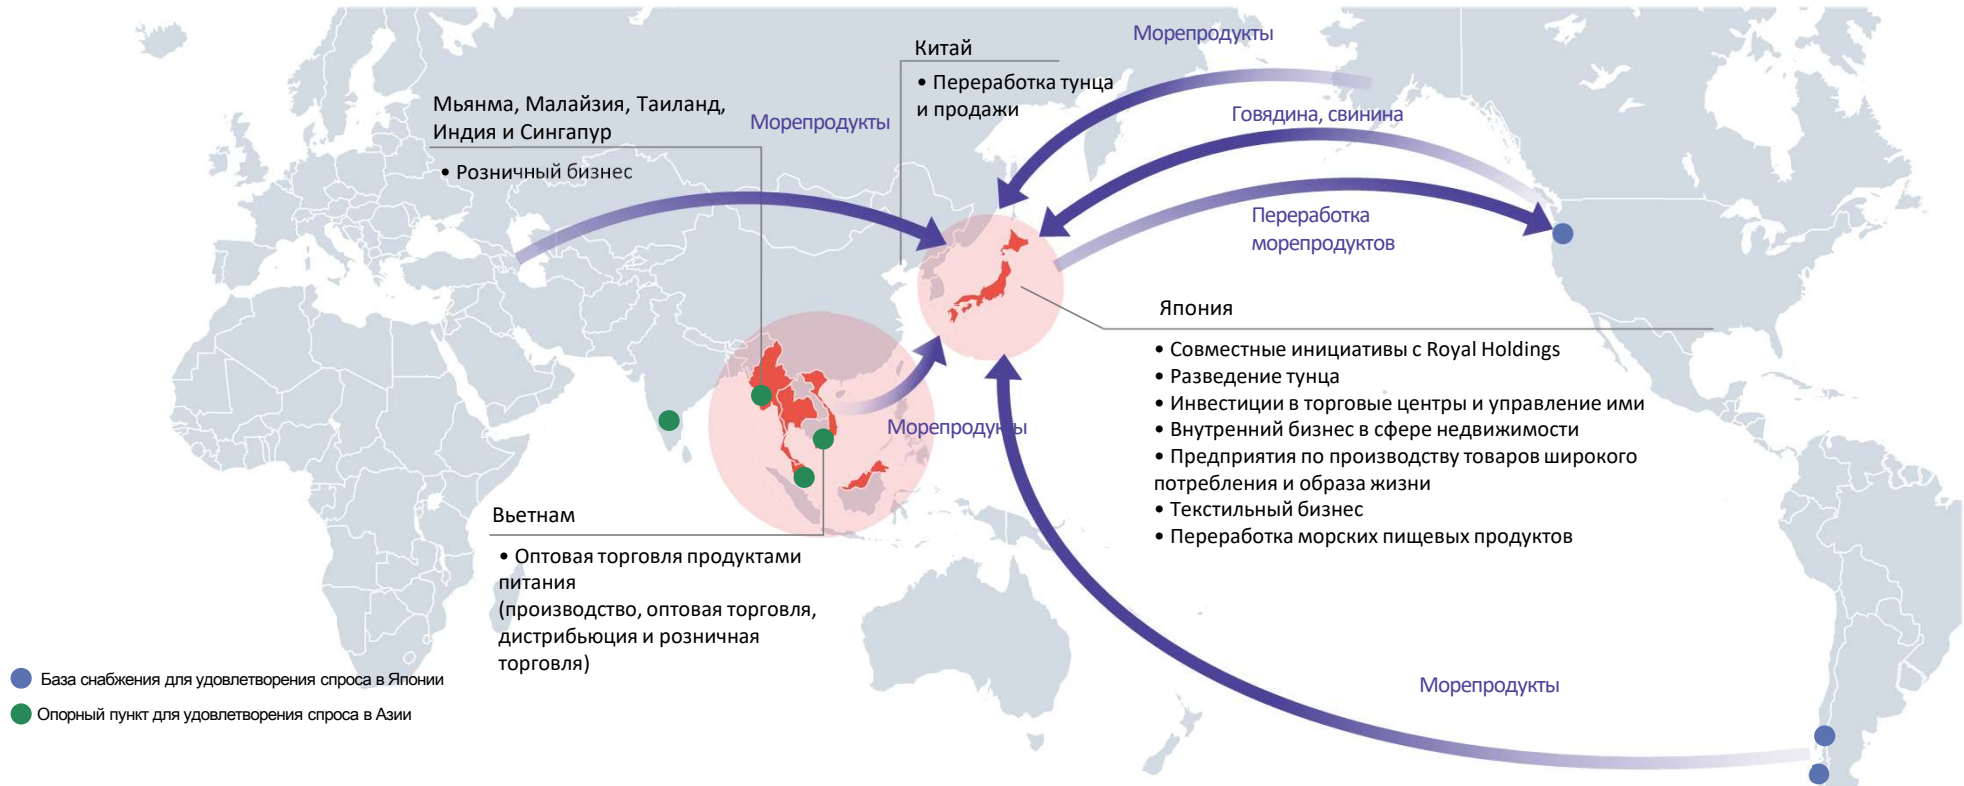 Морепродукты
Китай
• Переработка тунца
и продажи
Мьянма, Малайзия, Таиланд,
Индия и Сингапур
• Розничный бизнес
Морепродукты
Говядина, свинина
Переработка
морепродуктов
Япония
• Совместные инициативы с Royal Holdings
• Разведение тунца
• Инвестиции в торговые центры и управление ими
• Внутренний бизнес в сфере недвижимости
• Предприятия по производству товаров широкого
потребления и образа жизни
• Текстильный бизнес
• Переработка морских пищевых продуктов
Морепродукты
Вьетнам
• Оптовая торговля продуктами
питания
(производство, оптовая торговля,
дистрибьюция и розничная
торговля)
База снабжения для удовлетворения спроса в Японии
Опорный пункт для удовлетворения спроса в Азии
Морепродукты